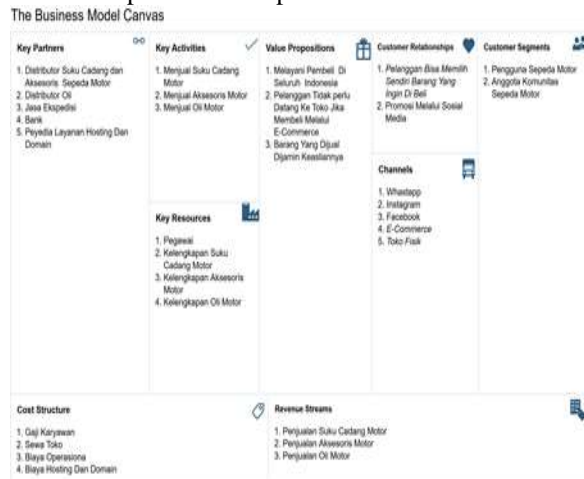 The Business Model Canvas
Key Partners
1. Distributor Suku Cadang dan
Aksesoris Sepeda Motor
2. Distributor Oli
3. Jasa Ekspedisi
4. Bank
5. Peyedia Layanan Hosting Dan
Domain
Key Activities
1. Menjual Suku Cadang
Motor
2. Menjual Aksesoris Motor
3. Menjual Oli Motor
Key Resources
1. Pegawai
2. Kelengkapan Suku
Cadang Motor
3. Kelengkapan Aksesoris
Motor
4. Kelengkapan Oli Motor
Value Propositions
1. Melayani Pembeli Di
Seluruh Indonesia
2. Pelanggan Tidak perlu
Datang Ke Toko Jika
Membeli Melalui
E-Commerce
3. Barang Yang Dijual
Dijamin Keasliannya
Customer Relationships
1. Pelanggan Bisa Memilih
Sendiri Barang Yang
Ingin Di Beli
2. Promosi Melalui Sosial
Media
Channels
1. Whastapp
2. Instagram
3. Facebook
4. E-Commerce
5. Toko Fisik
Customer Segments
1. Pengguna Sepeda Motor
2. Anggota Komunitas
Sepeda Motor
Cost Structure
1. Gaji Karyawan
2. Sewa Toko
3. Biaya Operasiona
4. Biaya Hosting Dan Domain
Revenue Streams
1. Penjualan Suku Cadang Motor
2. Penjualan Aksesoris Motor
3. Penjualan Oli Motor